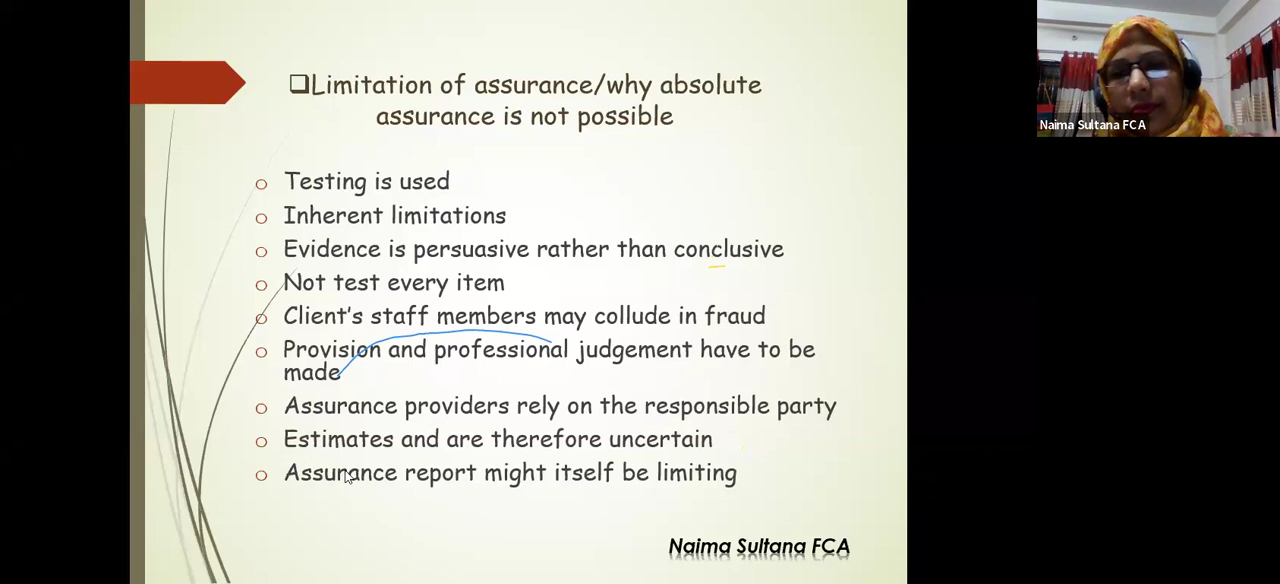 ❑Limitation of assurance/why absolute
assurance is not possible
o Testing is used
o Inherent limitations
o Evidence is persuasive rather than conclusive
o Not test every item
o Client's staff members may collude in fraud
o Provision and professional judgement have to be
made
o Assurance providers rely on the responsible party
o Estimates and are therefore uncertain
o Assurance report might itself be limiting
Naima Sultana FCA
Naima Sultana FCA